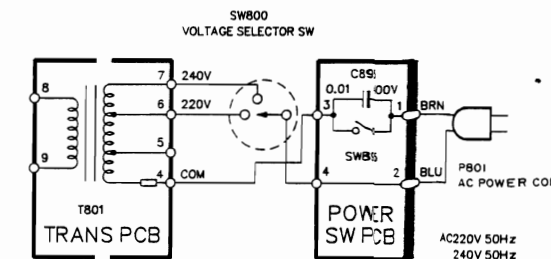 SW800
VOLTAGE SELECTOR SW
7 240V
8
6 220V
5
9
4 COM
T801
TRANS PCB
0.01
3
1 BRN
4
2 BLU
P801
AC POWER
POWER
SW PCB
AC220V 50Hz
240V 50Hz